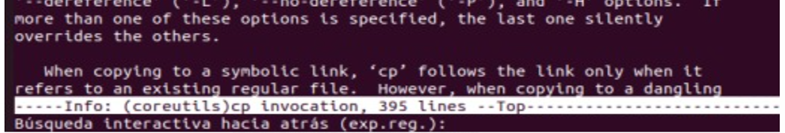 '--dereference' ('-L'), '--no-dereference' ('-P'), and '-H' options. If
more than one of these options is specified, the last one silently
overrides the others.
When copying to a symbolic link, ‘cp’ follows the link only when it
refers to an existing regular file. However, when copying to a dangling
-----Info: (coreutils)cp invocation, 395 lines --Top-------------------------
Búsqueda interactiva hacia atrás (exp.reg.):